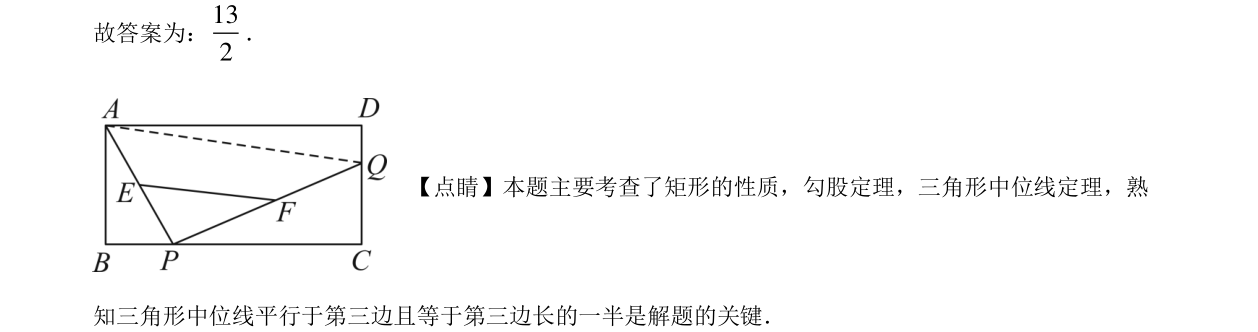 故答案为：13/2．
A
D
Q
E
F
B
P
C
【点睛】本题主要考查了矩形的性质，勾股定理，三角形中位线定理，熟
知三角形中位线平行于第三边且等于第三边长的一半是解题的关键．